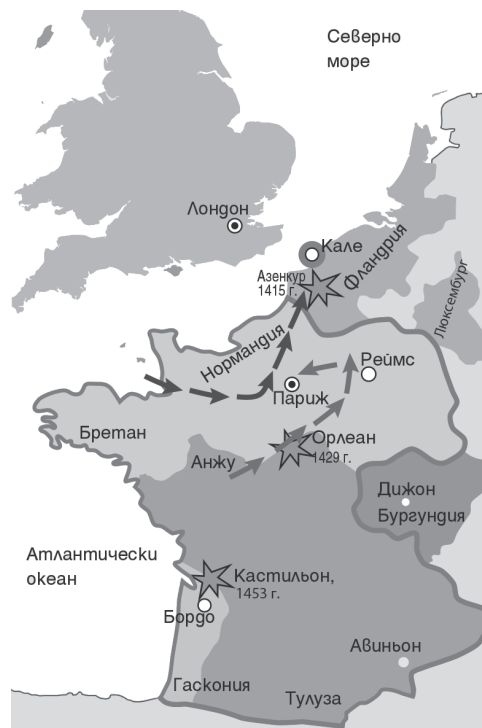 Северно
море
Лондон
Кале
Азенкур
1415 г.
Фландрия
Люксембург
Нормандия
Реймс
Париж
Бретан
Орлеан
1429 г.
Анжу
Дижон
Бургундия
Атлантически
океан
Кастильон,
1453 г.
Бордо
Авиньон
Гаскония
Тулуза